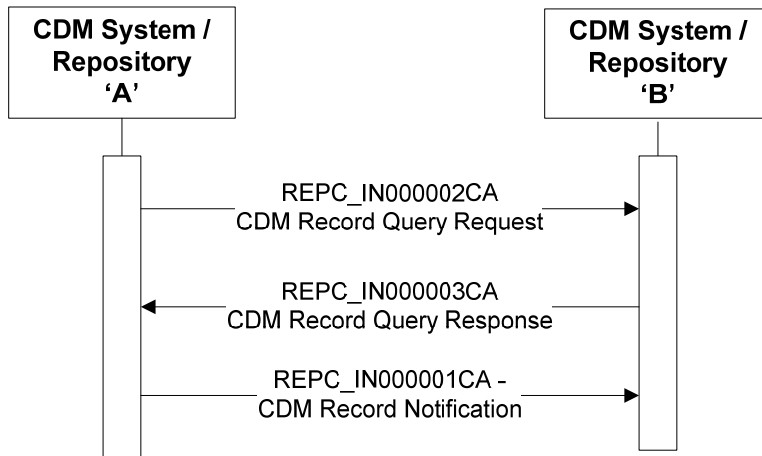 CDM System /
Repository
‘A’
CDM System /
Repository
‘B’
REPC_IN000002CA
CDM Record Query Request
REPC_IN000003CA
CDM Record Query Response
REPC_IN000001CA -
CDM Record Notification